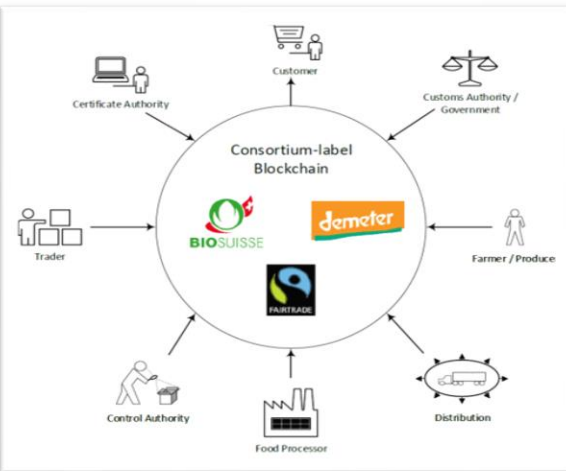 Customer
Certificate Authority
Customs Authority /
Government
Consortium-label
Blockchain
BIOSUISSE
demeter
FAIRTRADE
Trader
Farmer / Produce
Control Authority
Distribution
Food Processor